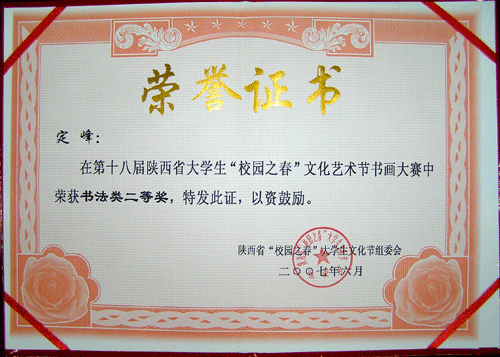 荣誉证书
定峰：
在第十八届陕西省大学生“校园之春”文化艺术节书画大赛中
荣获书法类二等奖，特发此证，以资鼓励。
陕西省“校园之春”大学生文化节组委会
二〇〇七年六月